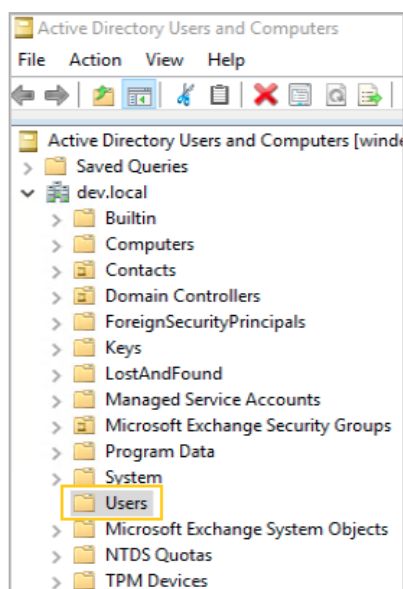 Active Directory Users and Computers
File Action View Help
Active Directory Users and Computers [winde
Saved Queries
dev.local
Builtin
Computers
Contacts
Domain Controllers
ForeignSecurityPrincipals
Keys
LostAndFound
Managed Service Accounts
Microsoft Exchange Security Groups
Program Data
System
Users
Microsoft Exchange System Objects
NTDS Quotas
TPM Devices